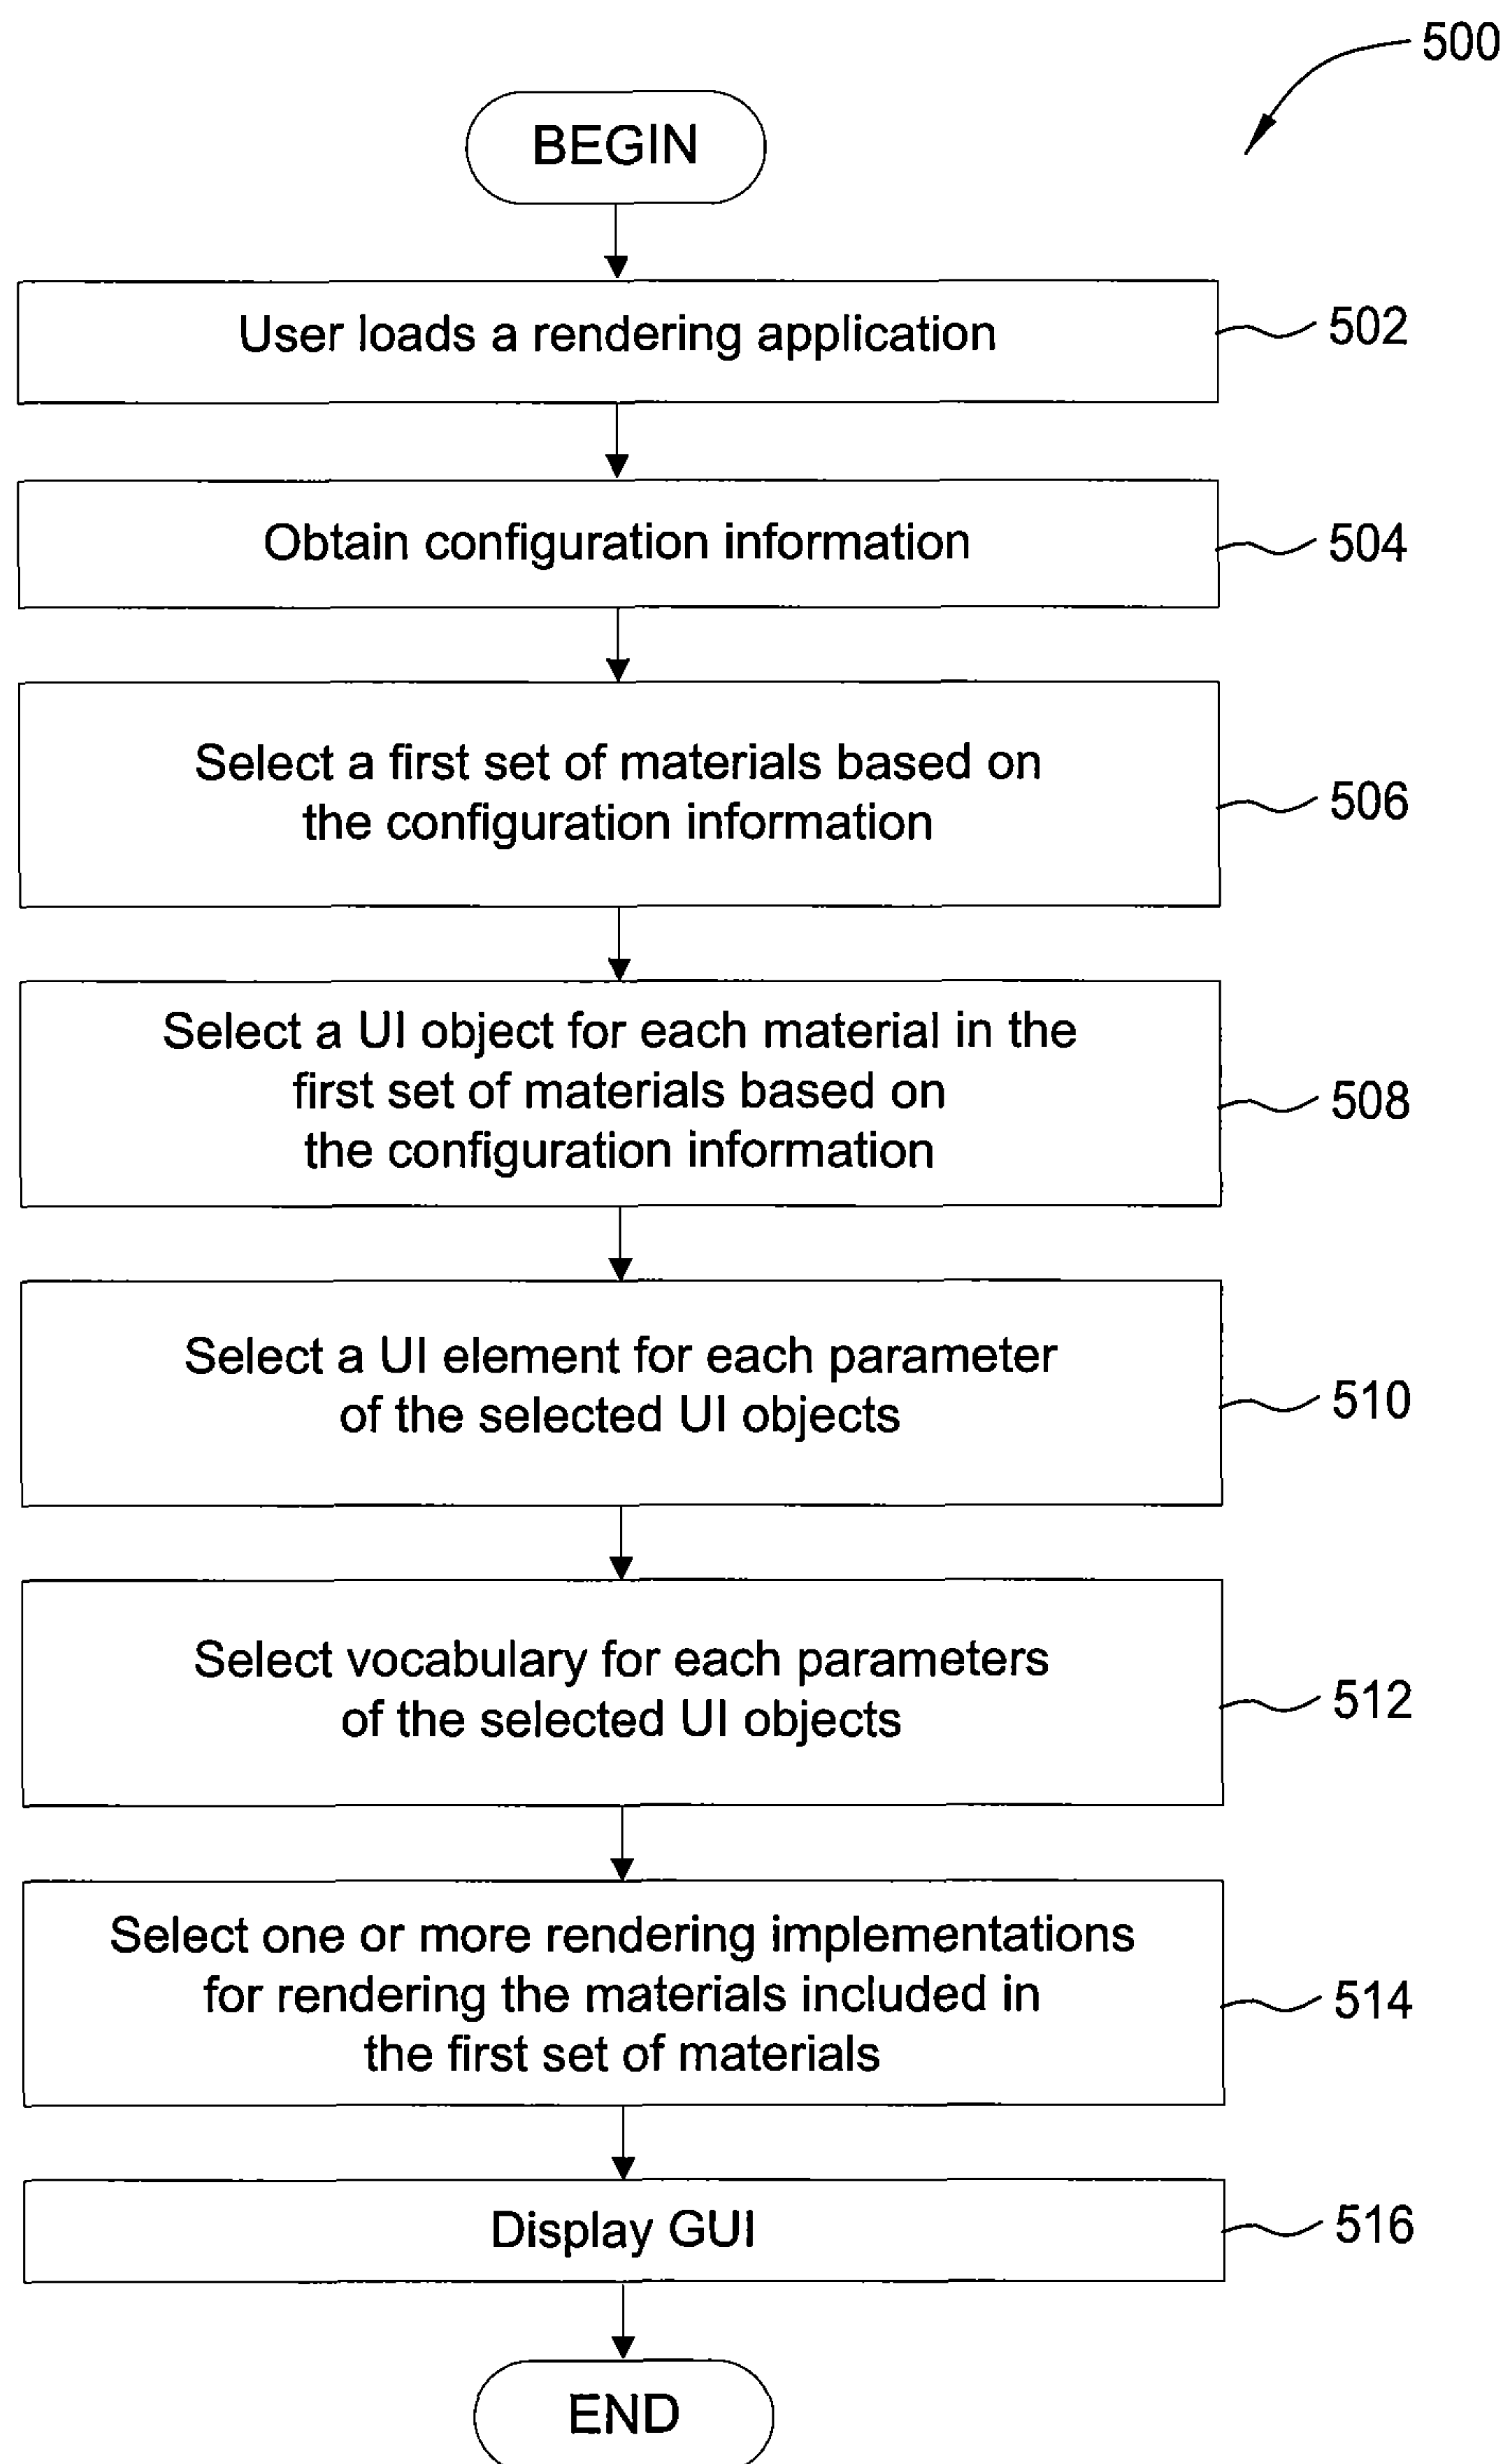 500
BEGIN
User loads a rendering application
502
Obtain configuration information
504
Select a first set of materials based on
the configuration information
506
Select a UI object for each material in the
first set of materials based on
the configuration information
508
Select a UI element for each parameter
of the selected UI objects
510
Select vocabulary for each parameters
of the selected UI objects
512
Select one or more rendering implementations
for rendering the materials included in
the first set of materials
514
Display GUI
516
END